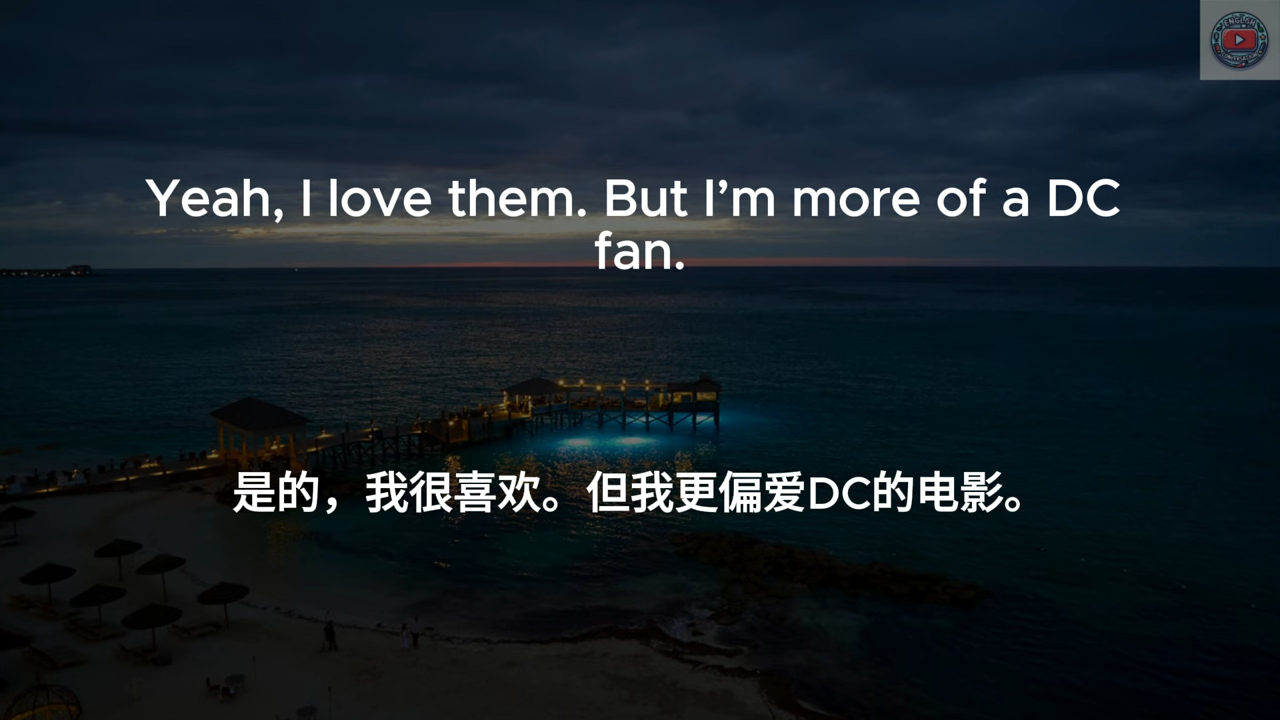 Yeah, I love them. But I’m more of a DC
fan.
是的，我很喜欢。但我更偏爱DC的电影。